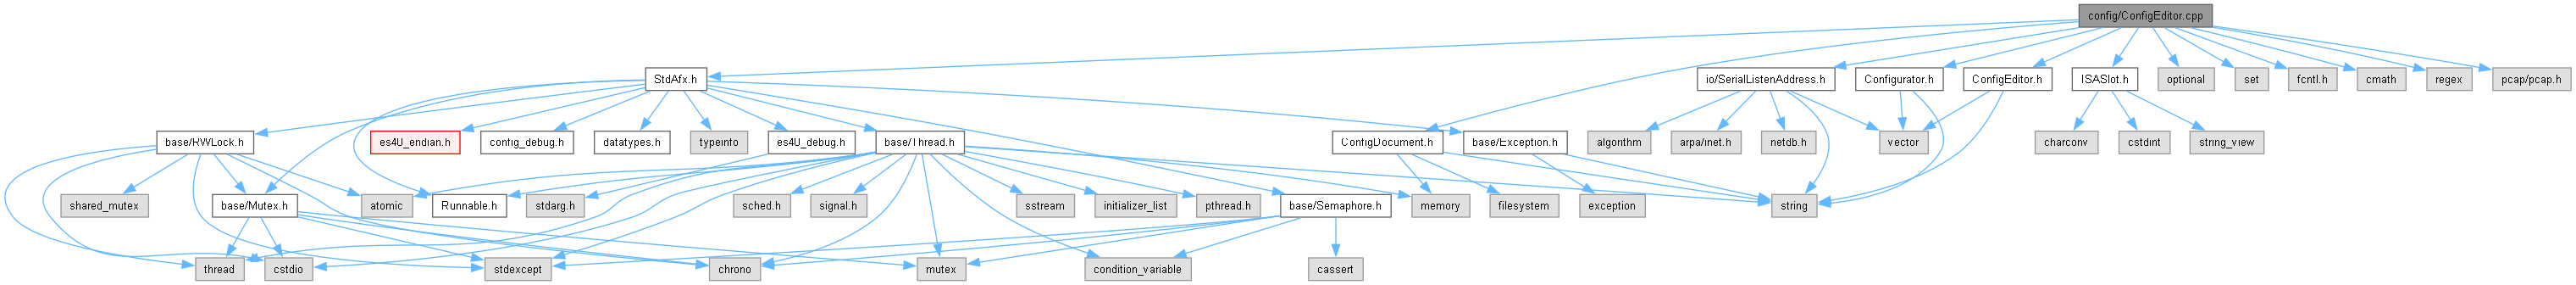 config/ConfigEditor.cpp
StdAfx.h
io/SerialListenAddress.h
Configurator.h
ConfigEditor.h
ISASlot.h
optional
set
fcntl.h
cmath
regex
pcap/pcap.h
base/RWLock.h
es4U_endian.h
config_debug.h
datatypes.h
typeinfo
es4U_debug.h
base/Thread.h
ConfigDocument.h
base/Exception.h
algorithm
arpa/inet.h
netdb.h
vector
charconv
cstdint
string_view
shared_mutex
base/Mutex.h
atomic
Runnable.h
stdarg.h
sched.h
signal.h
sstream
initializer_list
pthread.h
base/Semaphore.h
memory
filesystem
exception
string
thread
cstdio
stdexcept
chrono
mutex
condition_variable
cassert